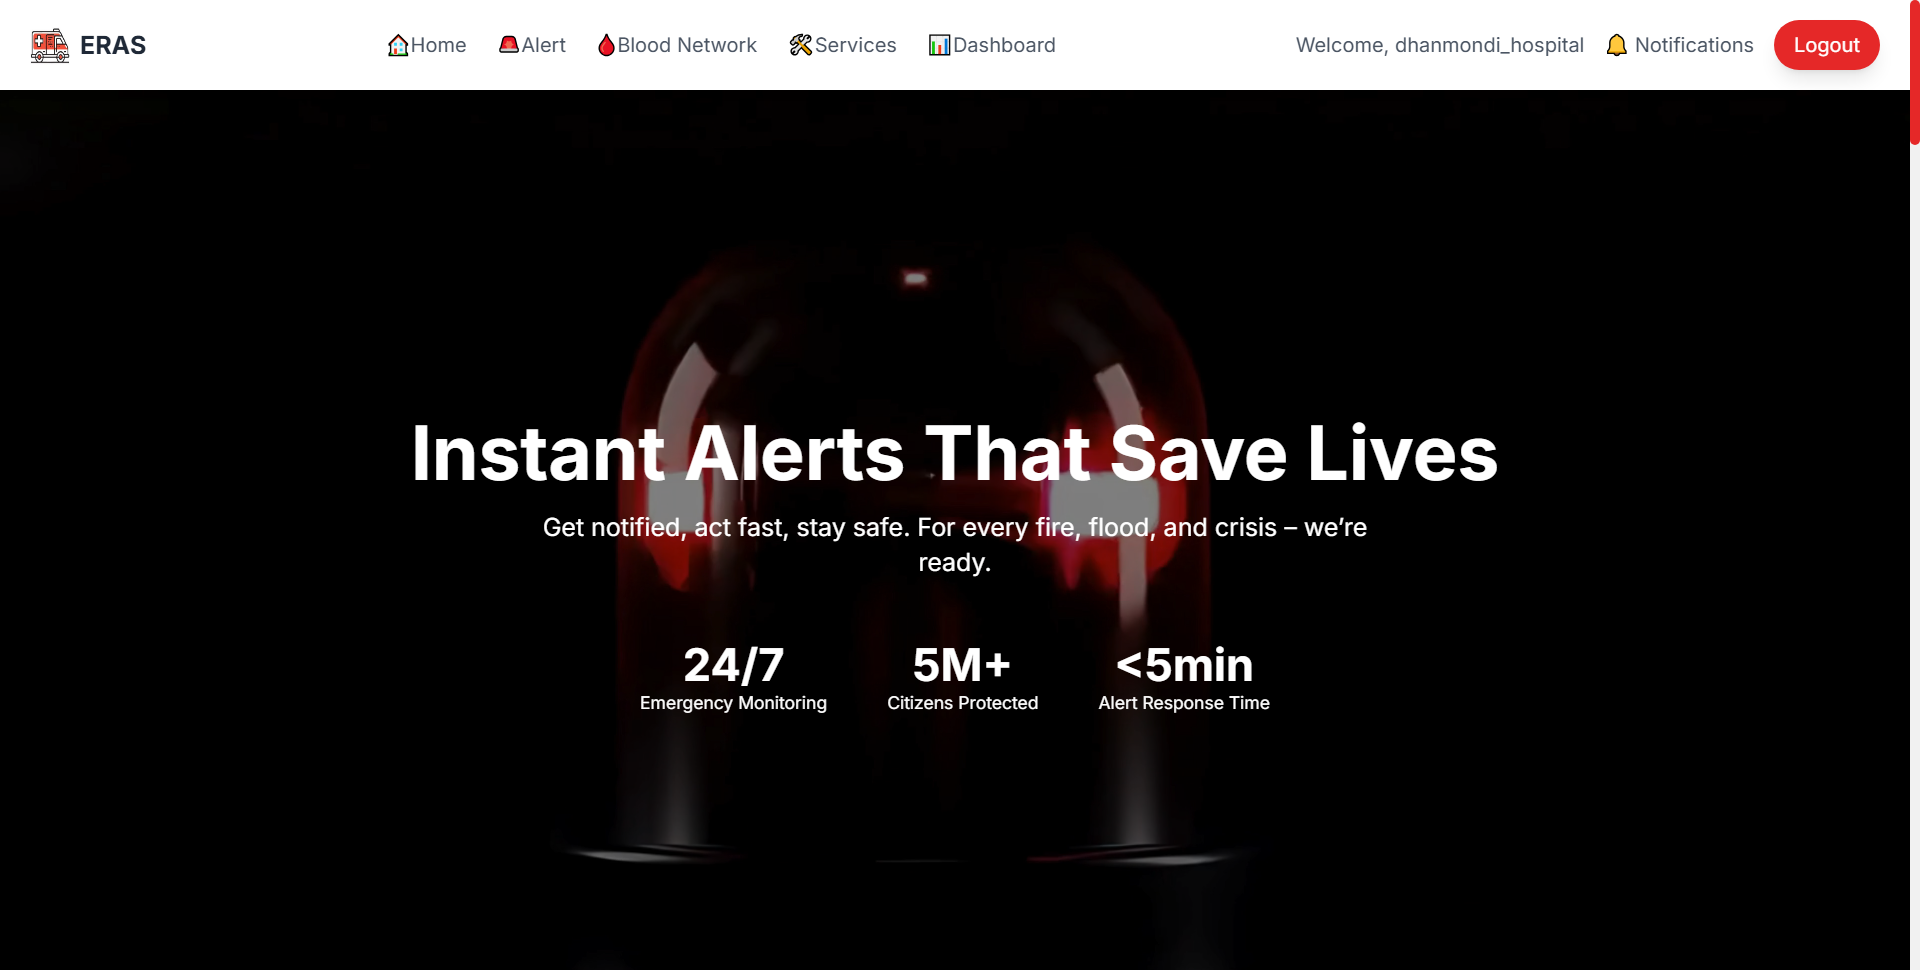 ERAS
Home
Alert
Blood Network
Services
Dashboard
Welcome, dhanmondi_hospital
Notifications
Logout
Instant Alerts That Save Lives
Get notified, act fast, stay safe. For every fire, flood, and crisis – we’re
ready.
24/7
Emergency Monitoring
5M+
Citizens Protected
<5min
Alert Response Time